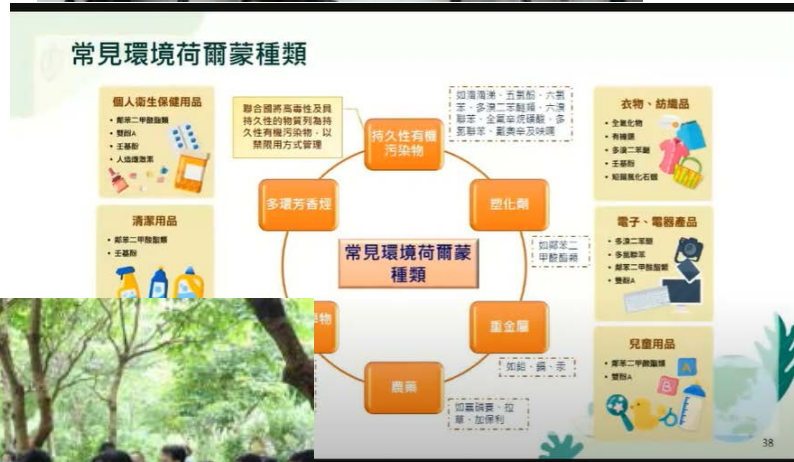 常見環境荷爾蒙種類
個人衛生保健用品
• 鄰苯二甲酸酯類
• 雙酚A
• 壬基酚
• 人造雌激素
清潔用品
• 鄰苯二甲酸酯類
• 壬基酚
聯合國將高毒性及具
持久性的物質列為持
久性有機污染物，以
禁限用方式管理
持久性有機
污染物
如滴滴涕、五氯酚、六氯
苯、多溴二苯醚類、六溴
聯苯、全氟辛烷磺酸、多
氯聯苯、戴奧辛及呋喃
多環芳香烴
塑化劑
如鄰苯二
甲酸酯類
常見環境荷爾蒙
種類
重金屬
如鉛、鎘、汞
農藥
加保利
衣物、紡織品
• 全氟化物
• 有機錫
• 多溴二苯醚
• 壬基酚
• 短鏈氯化石蠟
電子、電器產品
• 多溴二苯醚
• 多氯聯苯
• 鄰苯二甲酸酯類
• 雙酚A
兒童用品
• 鄰苯二甲酸酯類
• 雙酚A
A
B
38